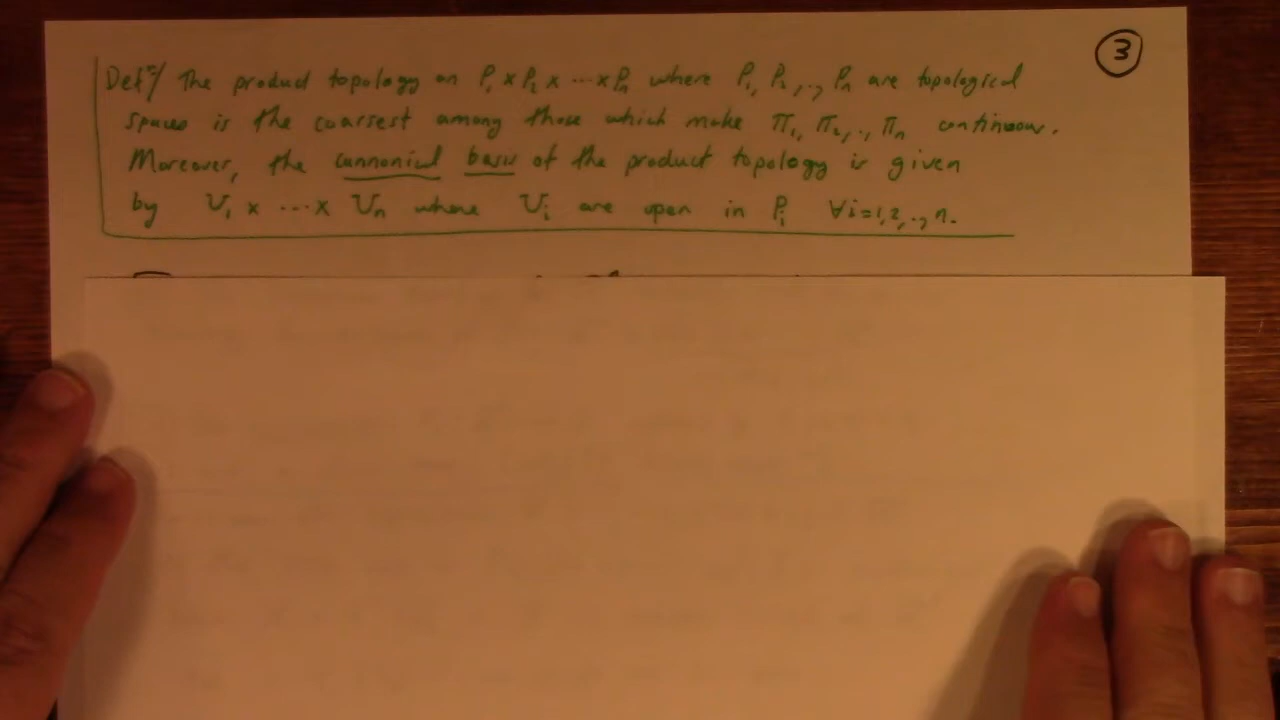 ③
Defⁿ/ The product topology on P₁ × P₂ × ⋯ × Pₙ where P₁, P₂, .., Pₙ are topological
spaces is the coarsest among those which make π₁, π₂, .., πₙ continuous.
Moreover, the cannonical basis of the product topology is given
by U₁ × ⋯ × Uₙ where Uᵢ are open in Pᵢ ∀i=1,2,..,n.